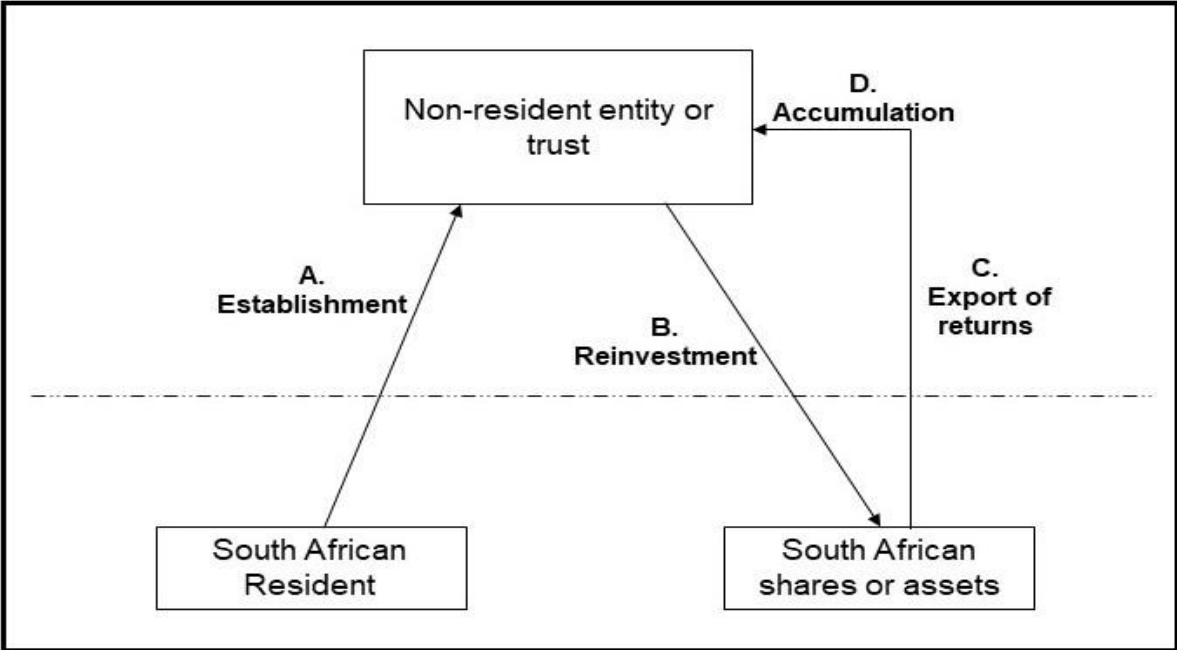 Non-resident entity or
trust
D.
Accumulation
A.
Establishment
B.
Reinvestment
C.
Export of
returns
South African
Resident
South African
shares or assets